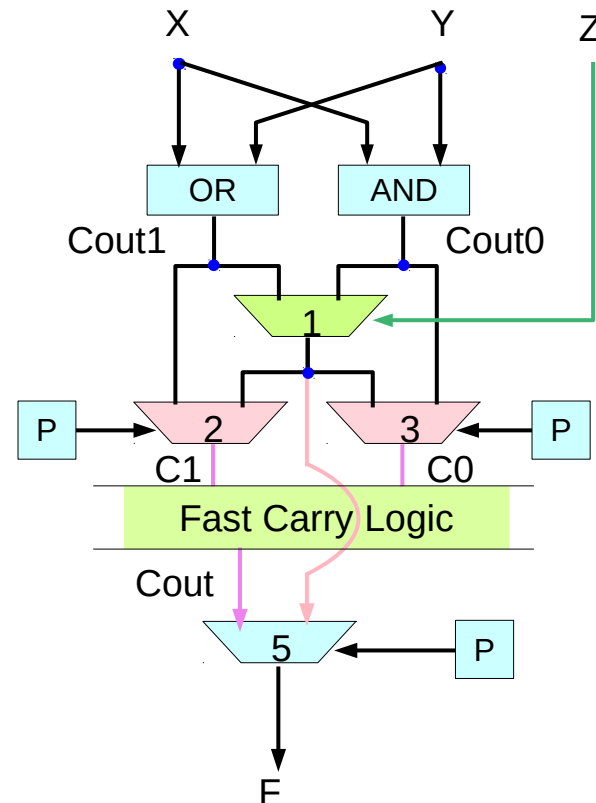 X Y Z
OR AND
Cout1 Cout0
1
P 2 3 P
C1 C0
Fast Carry Logic
Cout
5 P
F